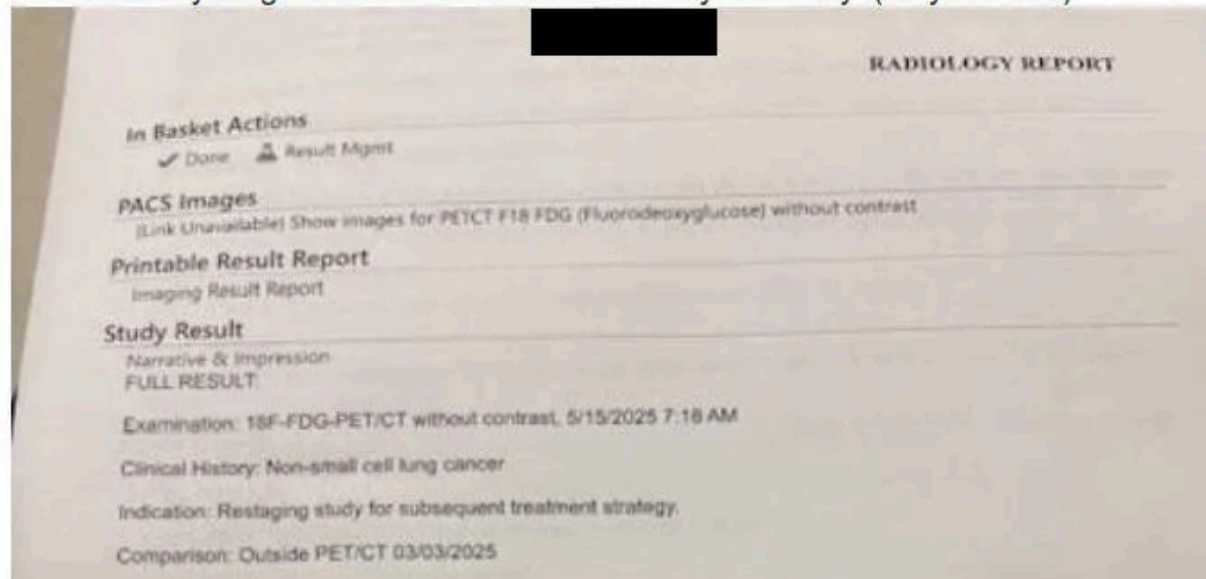 RADIOLOGY REPORT
In Basket Actions
Done Result Mgmt
PACS Images
(Link Unavailable) Show images for PETCT F18 FDG (Fluorodeoxyglucose) without contrast
Printable Result Report
Imaging Result Report
Study Result
Narrative & Impression
FULL RESULT:
Examination: 18F-FDG-PET/CT without contrast, 5/15/2025 7:18 AM
Clinical History: Non-small cell lung cancer
Indication: Restaging study for subsequent treatment strategy.
Comparison: Outside PET/CT 03/03/2025